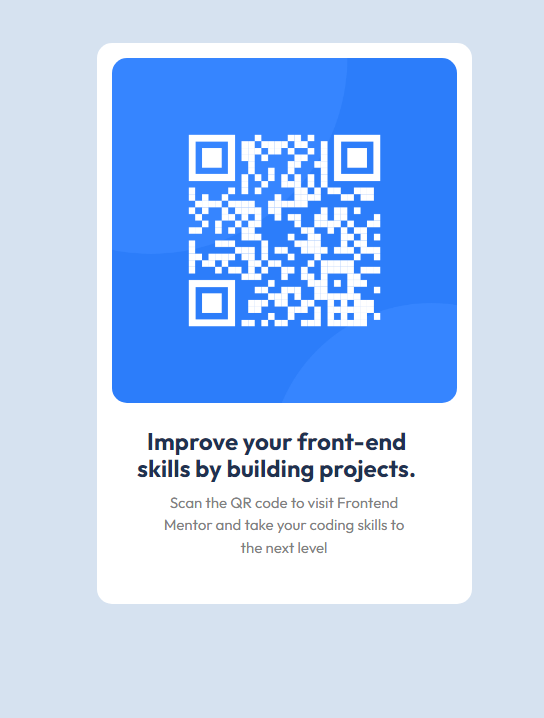 Improve your front-end
skills by building projects.
Scan the QR code to visit Frontend
Mentor and take your coding skills to
the next level